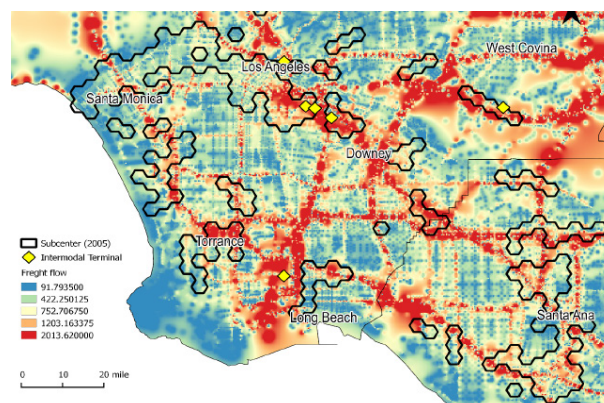 West Covina
Los Angeles
Santa Monica
Downey
Torrance
Long Beach
Santa Ana
Subcenter (2005)
Intermodal Terminal
Freght flow
91.793500
422.250125
752.706750
1203.163375
2013.620000
0 10 20 mile